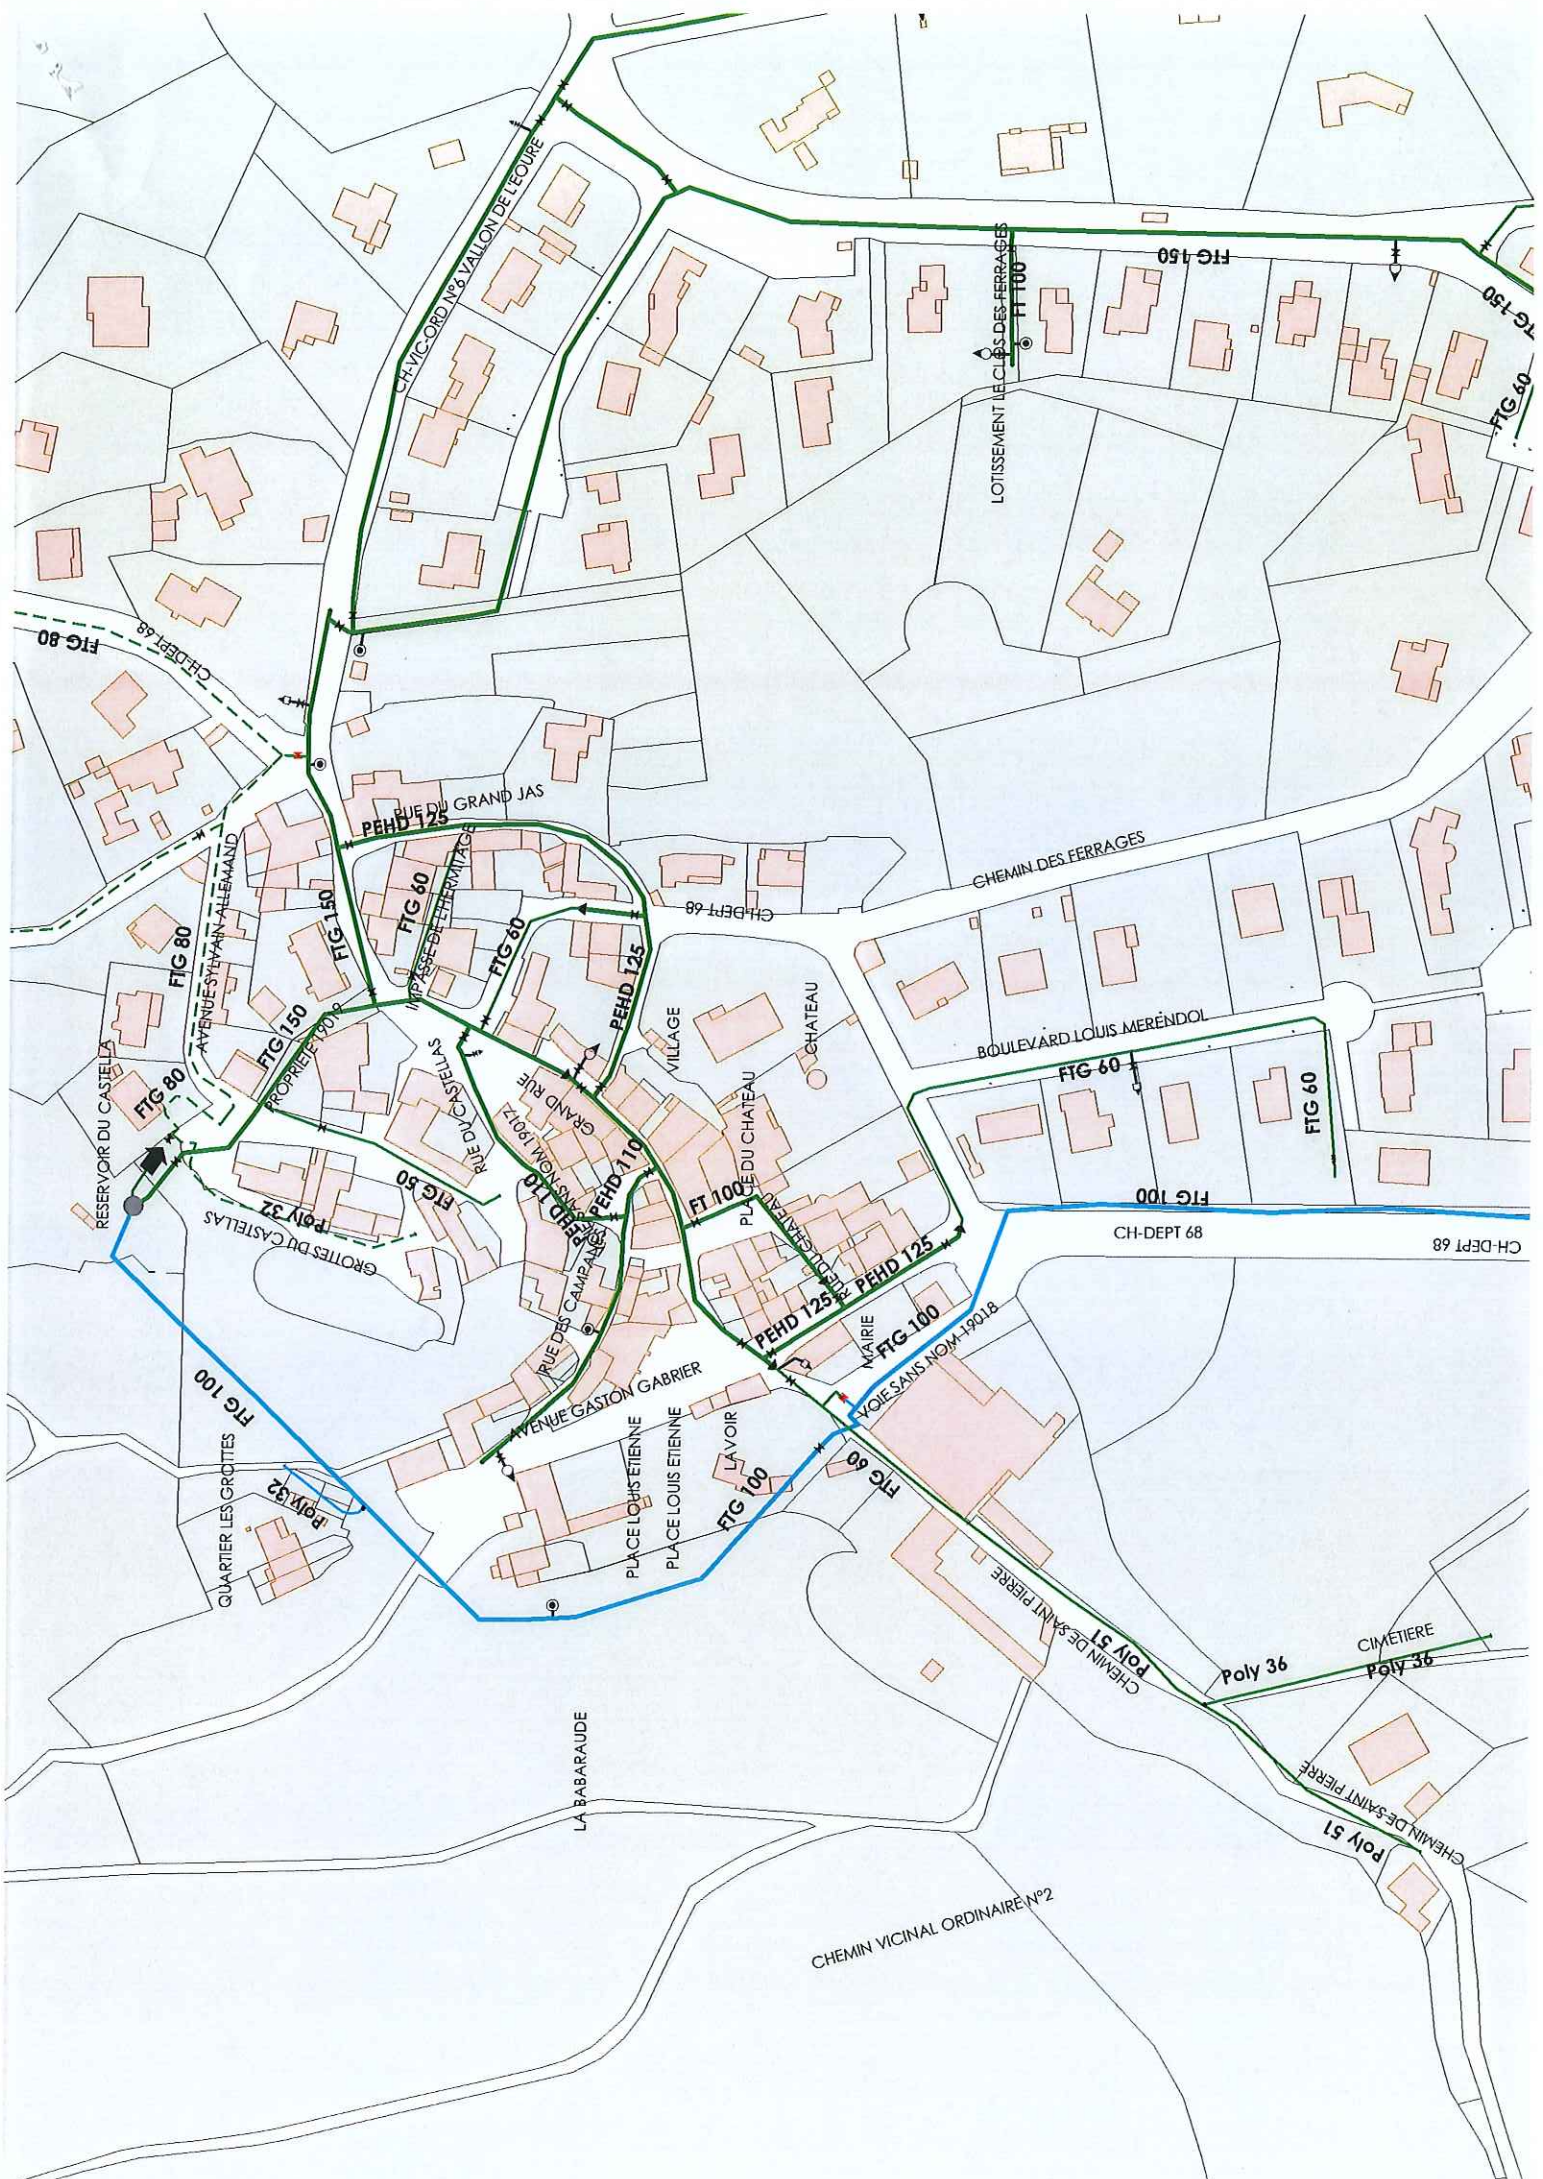 CH-VIC-ORD N°6 VALLON DE L'EOURE
LOTISSEMENT LE CLOS DES FERRAGES
FT 100
FTG 150
FTG 150
FTG 60
FTG 80
CH-DEPT 68
RUE DU GRAND JAS
PEHD 125
FTG 60
IMPASSE DE L'HERMITAGE
FTG 60
FTG 150
AVENUE SYLVAIN ALLEMAND
FTG 80
CH-DEPT 68
CHEMIN DES FERRAGES
PEHD 125
VILLAGE
CHATEAU
FTG 150
PROPRIETE 19019
RESERVOIR DU CASTELLA
FTG 80
RUE DU CASTELLAS
GRAND RUE
BOULEVARD LOUIS MERENDOL
FTG 60
FTG 60
FTG 50
Poly 32
GROTTES DU CASTELLAS
PEHD 110
PEHD 110
RUE DES CAMPANES
FT 100
PLACE DU CHATEAU
RUE DU CHATEAU
PEHD 125
PEHD 125
FTG 100
CH-DEPT 68
CH-DEPT 68
MAIRIE
FTG 100
VOIE SANS NOM 19018
AVENUE GASTON GABRIER
FTG 100
QUARTIER LES GROTTES
Poly 32
PLACE LOUIS ETIENNE
PLACE LOUIS ETIENNE
LAVOIR
FTG 100
FTG 60
CHEMIN DE SAINT PIERRE
Poly 51
Poly 36
CIMETIERE
Poly 36
LA BABARAUDE
CHEMIN DE SAINT PIERRE
Poly 51
CHEMIN VICINAL ORDINAIRE N°2